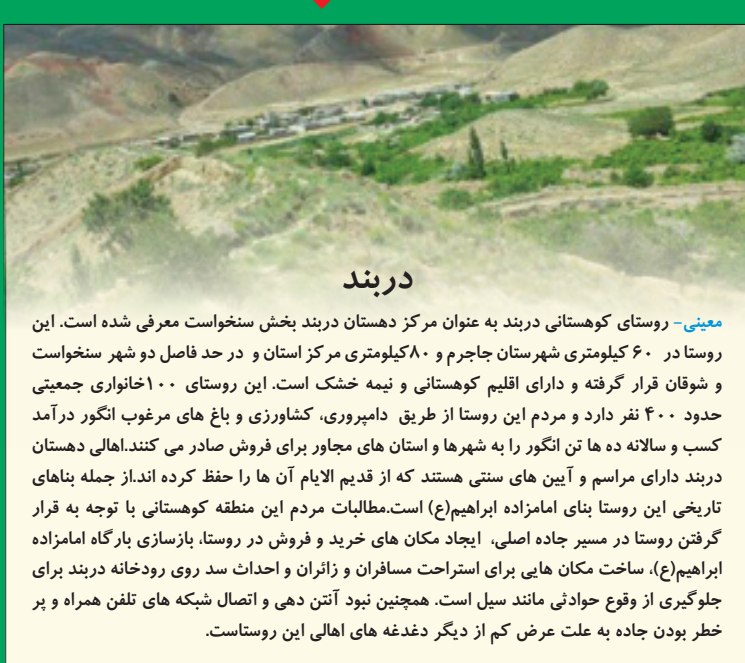 دربند
معینی- روستای کوهستانی دربند به عنوان مرکز دهستان دربند بخش سنخواست معرفی شده است. این
روستا در ۶۰ کیلومتری شهرستان جاجرم و ۸۰کیلومتری مرکز استان و در حد فاصل دو شهر سنخواست
و شوقان قرار گرفته و دارای اقلیم کوهستانی و نیمه خشک است. این روستای ۱۰۰خانواری جمعیتی
حدود ۴۰۰ نفر دارد و مردم این روستا از طریق دامپروری، کشاورزی و باغ های مرغوب انگور درآمد
کسب و سالانه ده ها تن انگور را به شهرها و استان های مجاور برای فروش صادر می کنند.اهالی دهستان
دربند دارای مراسم و آیین های سنتی هستند که از قدیم الایام آن ها را حفظ کرده اند.از جمله بناهای
تاریخی این روستا بنای امامزاده ابراهیم(ع) است.مطالبات مردم این منطقه کوهستانی با توجه به قرار
گرفتن روستا در مسیر جاده اصلی، ایجاد مکان های خرید و فروش در روستا، بازسازی بارگاه امامزاده
ابراهیم(ع)، ساخت مکان هایی برای استراحت مسافران و زائران و احداث سد روی رودخانه دربند برای
جلوگیری از وقوع حوادثی مانند سیل است. همچنین نبود آنتن دهی و اتصال شبکه های تلفن همراه و پر
خطر بودن جاده به علت عرض کم از دیگر دغدغه های اهالی این روستاست.